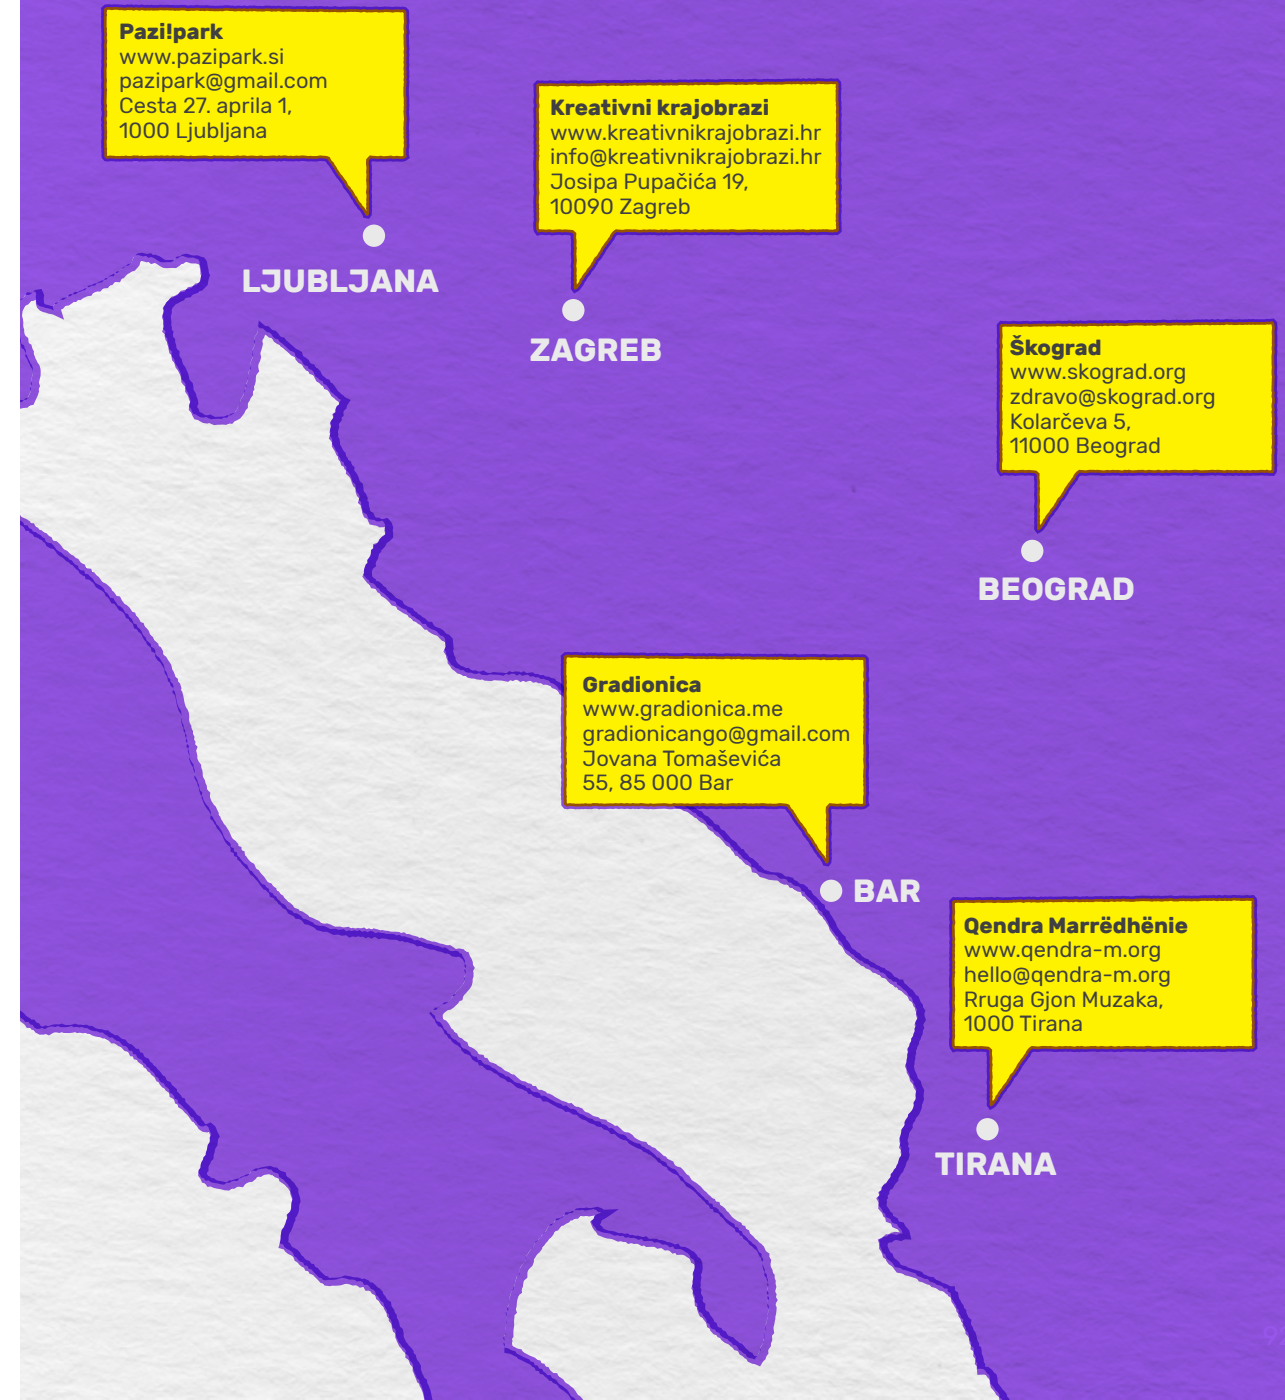 Pazi!park
www.pazipark.si
pazipark@gmail.com
Cesta 27. aprila 1,
1000 Ljubljana
LJUBLJANA
Kreativni krajobrazi
www.kreativnikrajobrazi.hr
info@kreativnikrajobrazi.hr
Josipa Pupačića 19,
10090 Zagreb
ZAGREB
Škograd
www.skograd.org
zdravo@skograd.org
Kolarčeva 5,
11000 Beograd
BEOGRAD
Gradionica
www.gradionica.me
gradionicango@gmail.com
Jovana Tomaševića
55, 85 000 Bar
BAR
Qendra Marrëdhënie
www.qendra-m.org
hello@qendra-m.org
Rruga Gjon Muzaka,
1000 Tirana
TIRANA